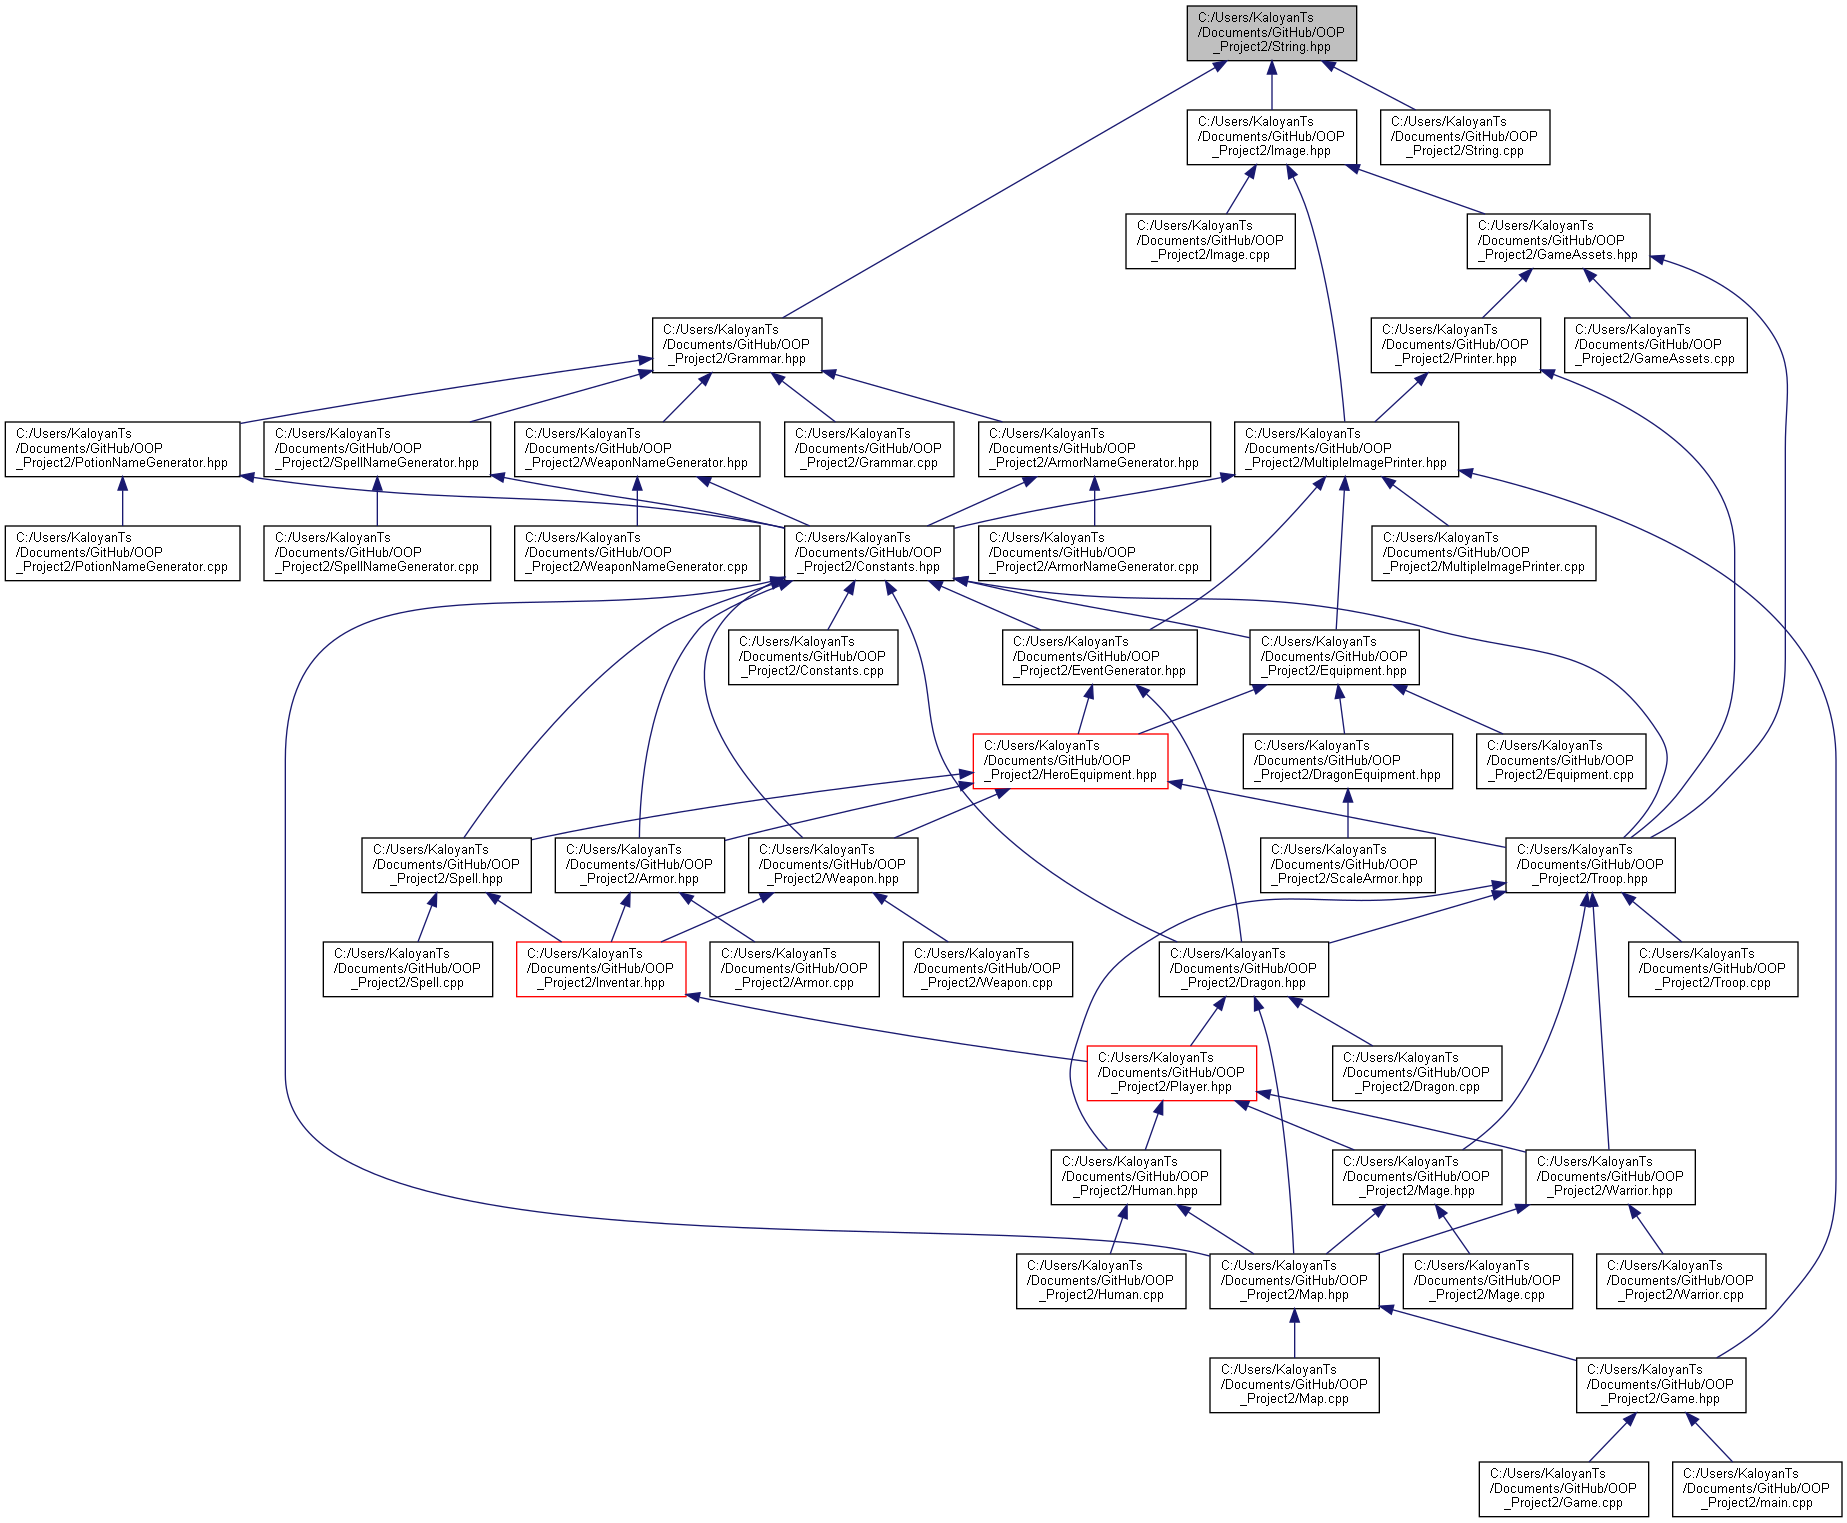 C:/Users/KaloyanTs
/Documents/GitHub/OOP
_Project2/String.hpp
C:/Users/KaloyanTs
/Documents/GitHub/OOP
_Project2/Image.hpp
C:/Users/KaloyanTs
/Documents/GitHub/OOP
_Project2/String.cpp
C:/Users/KaloyanTs
/Documents/GitHub/OOP
_Project2/Image.cpp
C:/Users/KaloyanTs
/Documents/GitHub/OOP
_Project2/GameAssets.hpp
C:/Users/KaloyanTs
/Documents/GitHub/OOP
_Project2/Grammar.hpp
C:/Users/KaloyanTs
/Documents/GitHub/OOP
_Project2/Printer.hpp
C:/Users/KaloyanTs
/Documents/GitHub/OOP
_Project2/GameAssets.cpp
C:/Users/KaloyanTs
/Documents/GitHub/OOP
_Project2/PotionNameGenerator.hpp
C:/Users/KaloyanTs
/Documents/GitHub/OOP
_Project2/SpellNameGenerator.hpp
C:/Users/KaloyanTs
/Documents/GitHub/OOP
_Project2/WeaponNameGenerator.hpp
C:/Users/KaloyanTs
/Documents/GitHub/OOP
_Project2/Grammar.cpp
C:/Users/KaloyanTs
/Documents/GitHub/OOP
_Project2/ArmorNameGenerator.hpp
C:/Users/KaloyanTs
/Documents/GitHub/OOP
_Project2/MultipleImagePrinter.hpp
C:/Users/KaloyanTs
/Documents/GitHub/OOP
_Project2/PotionNameGenerator.cpp
C:/Users/KaloyanTs
/Documents/GitHub/OOP
_Project2/SpellNameGenerator.cpp
C:/Users/KaloyanTs
/Documents/GitHub/OOP
_Project2/WeaponNameGenerator.cpp
C:/Users/KaloyanTs
/Documents/GitHub/OOP
_Project2/Constants.hpp
C:/Users/KaloyanTs
/Documents/GitHub/OOP
_Project2/ArmorNameGenerator.cpp
C:/Users/KaloyanTs
/Documents/GitHub/OOP
_Project2/MultipleImagePrinter.cpp
C:/Users/KaloyanTs
/Documents/GitHub/OOP
_Project2/Constants.cpp
C:/Users/KaloyanTs
/Documents/GitHub/OOP
_Project2/EventGenerator.hpp
C:/Users/KaloyanTs
/Documents/GitHub/OOP
_Project2/Equipment.hpp
C:/Users/KaloyanTs
/Documents/GitHub/OOP
_Project2/HeroEquipment.hpp
C:/Users/KaloyanTs
/Documents/GitHub/OOP
_Project2/DragonEquipment.hpp
C:/Users/KaloyanTs
/Documents/GitHub/OOP
_Project2/Equipment.cpp
C:/Users/KaloyanTs
/Documents/GitHub/OOP
_Project2/Spell.hpp
C:/Users/KaloyanTs
/Documents/GitHub/OOP
_Project2/Armor.hpp
C:/Users/KaloyanTs
/Documents/GitHub/OOP
_Project2/Weapon.hpp
C:/Users/KaloyanTs
/Documents/GitHub/OOP
_Project2/ScaleArmor.hpp
C:/Users/KaloyanTs
/Documents/GitHub/OOP
_Project2/Troop.hpp
C:/Users/KaloyanTs
/Documents/GitHub/OOP
_Project2/Spell.cpp
C:/Users/KaloyanTs
/Documents/GitHub/OOP
_Project2/Inventar.hpp
C:/Users/KaloyanTs
/Documents/GitHub/OOP
_Project2/Armor.cpp
C:/Users/KaloyanTs
/Documents/GitHub/OOP
_Project2/Weapon.cpp
C:/Users/KaloyanTs
/Documents/GitHub/OOP
_Project2/Dragon.hpp
C:/Users/KaloyanTs
/Documents/GitHub/OOP
_Project2/Troop.cpp
C:/Users/KaloyanTs
/Documents/GitHub/OOP
_Project2/Player.hpp
C:/Users/KaloyanTs
/Documents/GitHub/OOP
_Project2/Dragon.cpp
C:/Users/KaloyanTs
/Documents/GitHub/OOP
_Project2/Human.hpp
C:/Users/KaloyanTs
/Documents/GitHub/OOP
_Project2/Mage.hpp
C:/Users/KaloyanTs
/Documents/GitHub/OOP
_Project2/Warrior.hpp
C:/Users/KaloyanTs
/Documents/GitHub/OOP
_Project2/Human.cpp
C:/Users/KaloyanTs
/Documents/GitHub/OOP
_Project2/Map.hpp
C:/Users/KaloyanTs
/Documents/GitHub/OOP
_Project2/Mage.cpp
C:/Users/KaloyanTs
/Documents/GitHub/OOP
_Project2/Warrior.cpp
C:/Users/KaloyanTs
/Documents/GitHub/OOP
_Project2/Map.cpp
C:/Users/KaloyanTs
/Documents/GitHub/OOP
_Project2/Game.hpp
C:/Users/KaloyanTs
/Documents/GitHub/OOP
_Project2/Game.cpp
C:/Users/KaloyanTs
/Documents/GitHub/OOP
_Project2/main.cpp